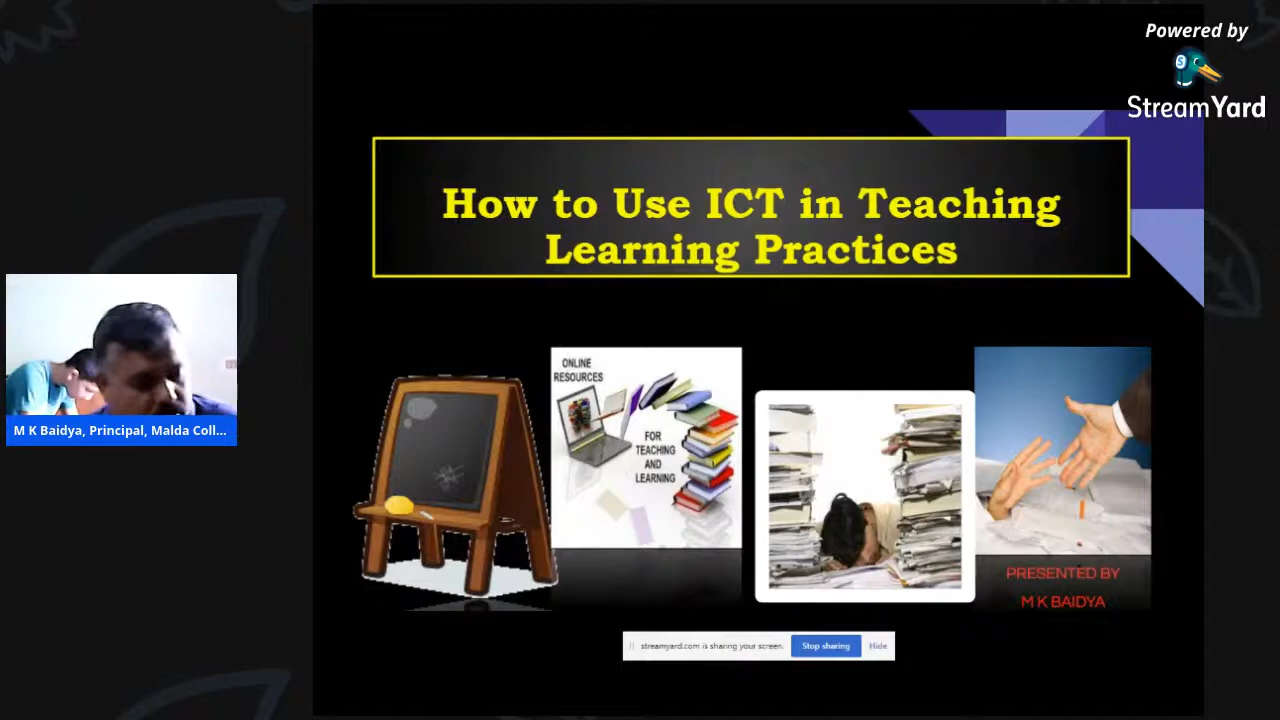 Powered by
StreamYard
How to Use ICT in Teaching
Learning Practices
ONLINE
RESOURCES
FOR
TEACHING
AND
LEARNING
PRESENTED BY
M K BAIDYA
M K Baidya, Principal, Malda Coll...
streamyard.com is sharing your screen.
Stop sharing
Hide